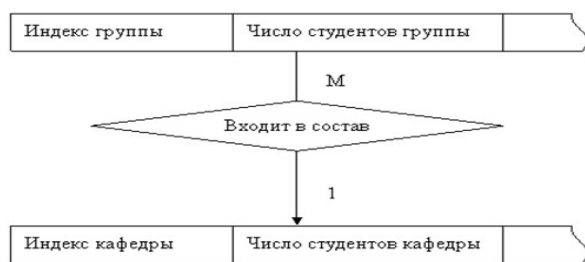 Индекс группы Число студентов группы
М
Входит в состав
1
Индекс кафедры Число студентов кафедры